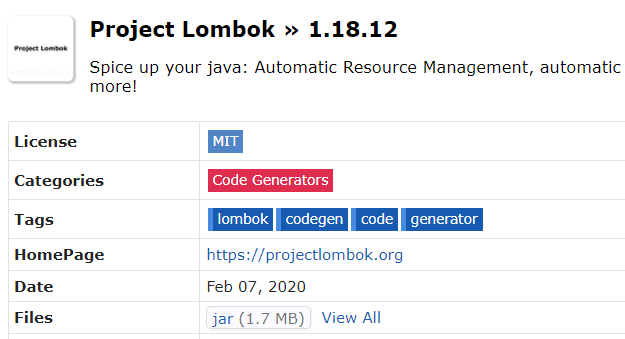 Project Lombok
Project Lombok » 1.18.12
Spice up your java: Automatic Resource Management, automatic
more!
License MIT
Categories Code Generators
Tags lombok codegen code generator
HomePage https://projectlombok.org
Date Feb 07, 2020
Files jar (1.7 MB) View All